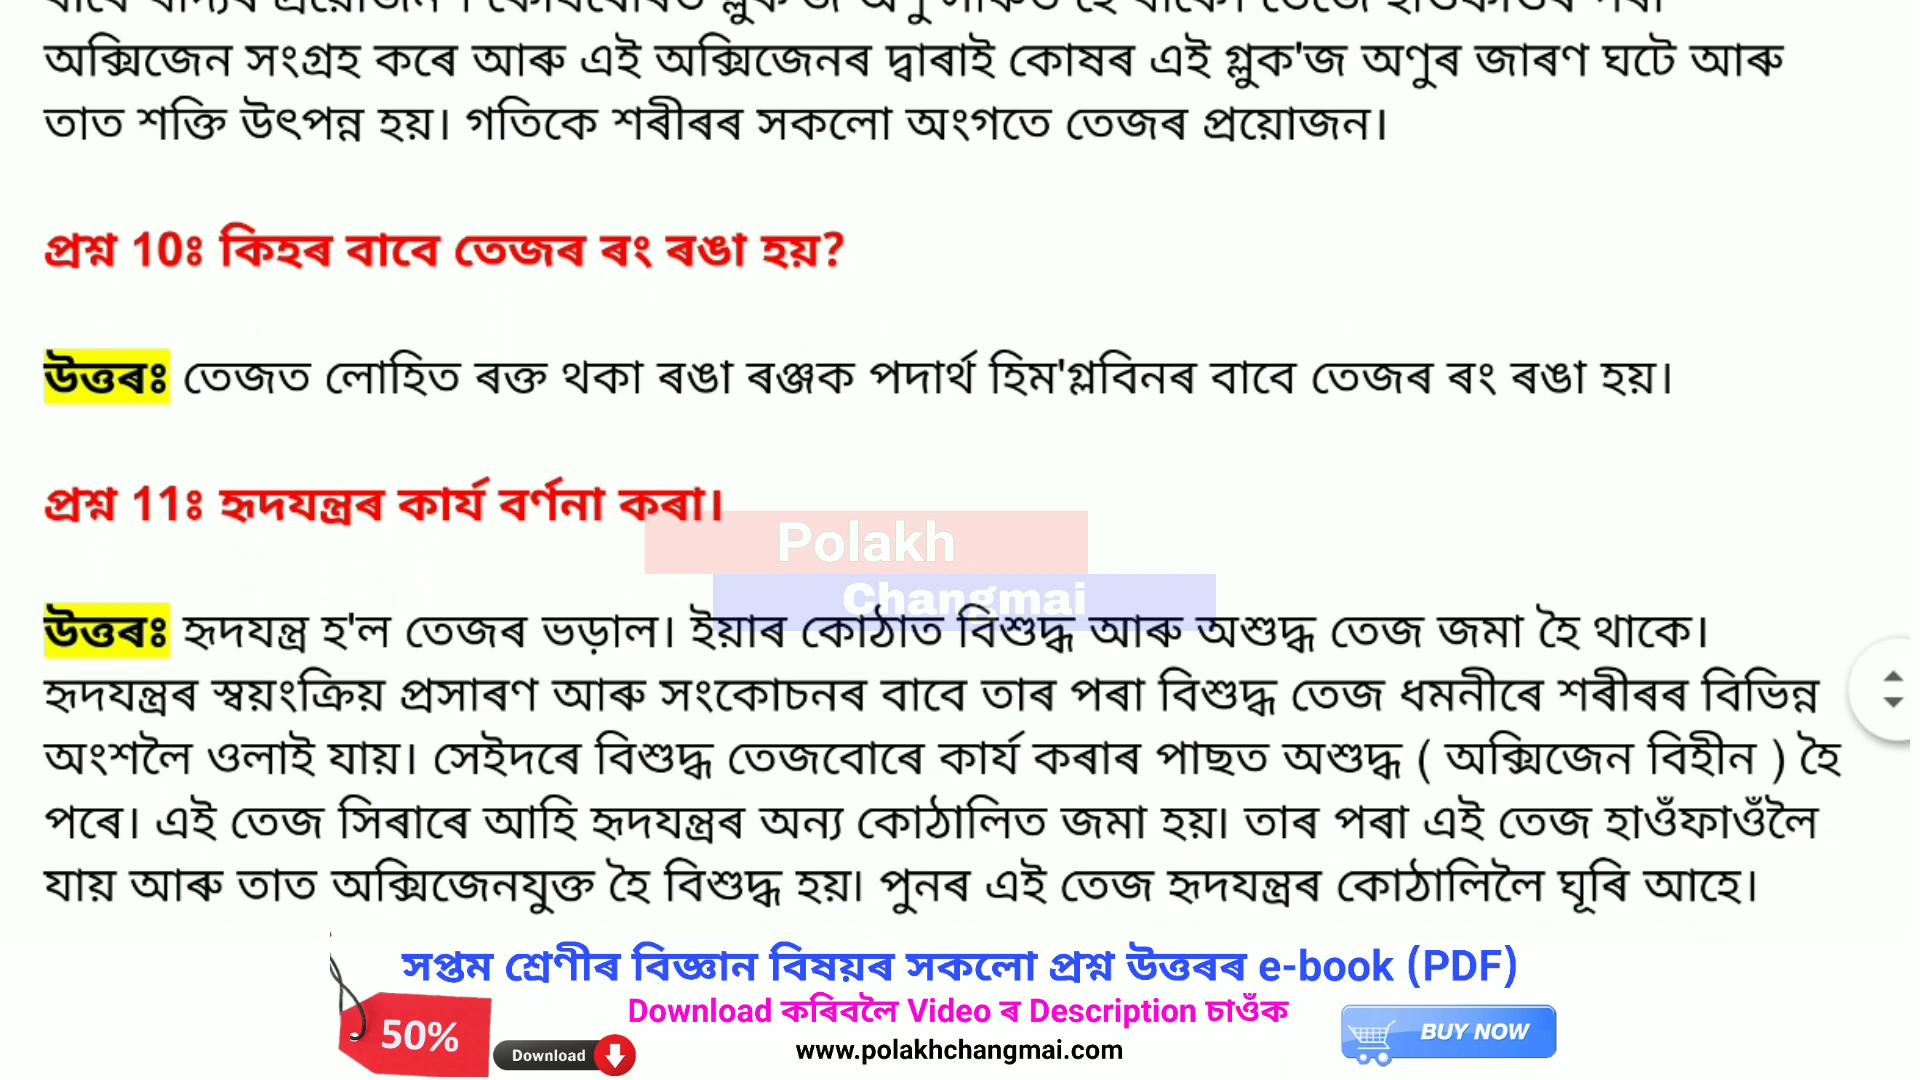 অক্সিজেন সংগ্ৰহ কৰে আৰু এই অক্সিজেনৰ দ্বাৰাই কোষৰ এই গ্লুক'জ অণুৰ জাৰণ ঘটে আৰু
তাত শক্তি উৎপন্ন হয়। গতিকে শৰীৰৰ সকলো অংগতে তেজৰ প্ৰয়োজন।
প্ৰশ্ন 10ঃ কিহৰ বাবে তেজৰ ৰং ৰঙা হয়?
উত্তৰঃ তেজত লোহিত ৰক্ত থকা ৰঙা ৰঞ্জক পদাৰ্থ হিম'গ্লবিনৰ বাবে তেজৰ ৰং ৰঙা হয়।
প্ৰশ্ন 11ঃ হৃদযন্ত্ৰৰ কাৰ্য বৰ্ণনা কৰা।
Polakh
Changmai
উত্তৰঃ হৃদযন্ত্ৰ হ'ল তেজৰ ভড়াল। ইয়াৰ কোঠাত বিশুদ্ধ আৰু অশুদ্ধ তেজ জমা হৈ থাকে।
হৃদযন্ত্ৰৰ স্বয়ংক্ৰিয় প্ৰসাৰণ আৰু সংকোচনৰ বাবে তাৰ পৰা বিশুদ্ধ তেজ ধমনীৰে শৰীৰৰ বিভিন্ন
অংশলৈ ওলাই যায়। সেইদৰে বিশুদ্ধ তেজবোৰে কাৰ্য কৰাৰ পাছত অশুদ্ধ ( অক্সিজেন বিহীন ) হৈ
পৰে। এই তেজ সিৰাৰে আহি হৃদযন্ত্ৰৰ অন্য কোঠালিত জমা হয়। তাৰ পৰা এই তেজ হাওঁফাওঁলৈ
যায় আৰু তাত অক্সিজেনযুক্ত হৈ বিশুদ্ধ হয়। পুনৰ এই তেজ হৃদযন্ত্ৰৰ কোঠালিলৈ ঘূৰি আহে।
সপ্তম শ্ৰেণীৰ বিজ্ঞান বিষয়ৰ সকলো প্ৰশ্ন উত্তৰৰ e-book (PDF)
Download কৰিবলৈ Video ৰ Description চাওঁক
50%
Download
www.polakhchangmai.com
BUY NOW